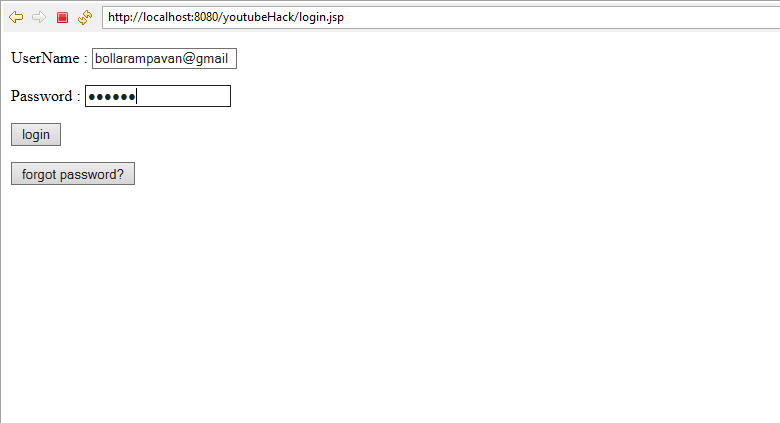 http://localhost:8080/youtubeHack/login.jsp
UserName : bollarampavan@gmail
Password : ●●●●●●
login
forgot password?